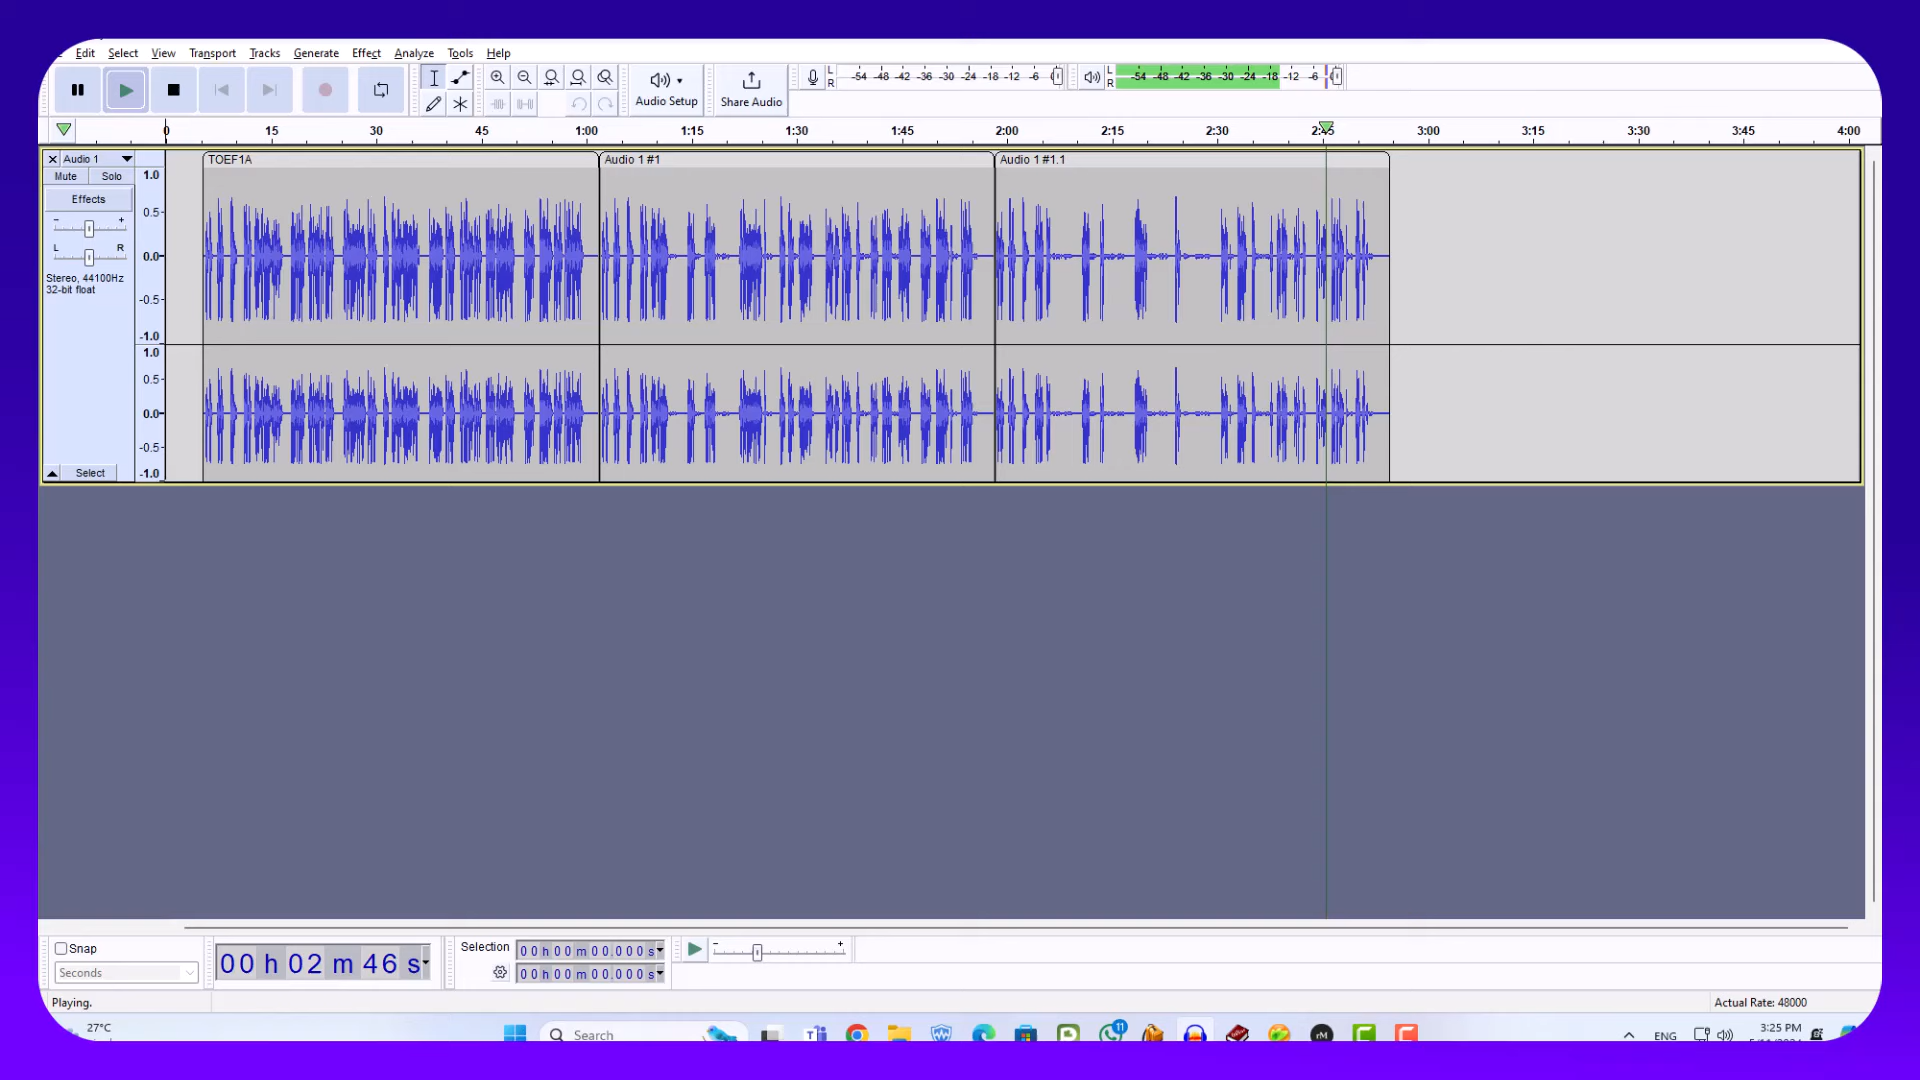 Edit Select View Transport Tracks Generate Effect Analyze Tools Help
Audio Setup
Share Audio
L
R
-54 -48 -42 -36 -30 -24 -18 -12 -6
L
R
-54 -48 -42 -36 -30 -24 -18 -12 -6
0 15 30 45 1:00 1:15 1:30 1:45 2:00 2:15 2:30 2:45 3:00 3:15 3:30 3:45 4:00
Audio 1
Mute Solo
Effects
- +
L R
Stereo, 44100Hz
32-bit float
Select
1.0
0.5
0.0
-0.5
-1.0
1.0
0.5
0.0
-0.5
-1.0
TOEF1A
Audio 1 #1
Audio 1 #1.1
Snap
Seconds
00 h 02 m 46 s
Selection
00 h 00 m 00.000 s
00 h 00 m 00.000 s
- +
Playing.
Actual Rate: 48000
27°C
Search
11
rM
ENG
3:25 PM